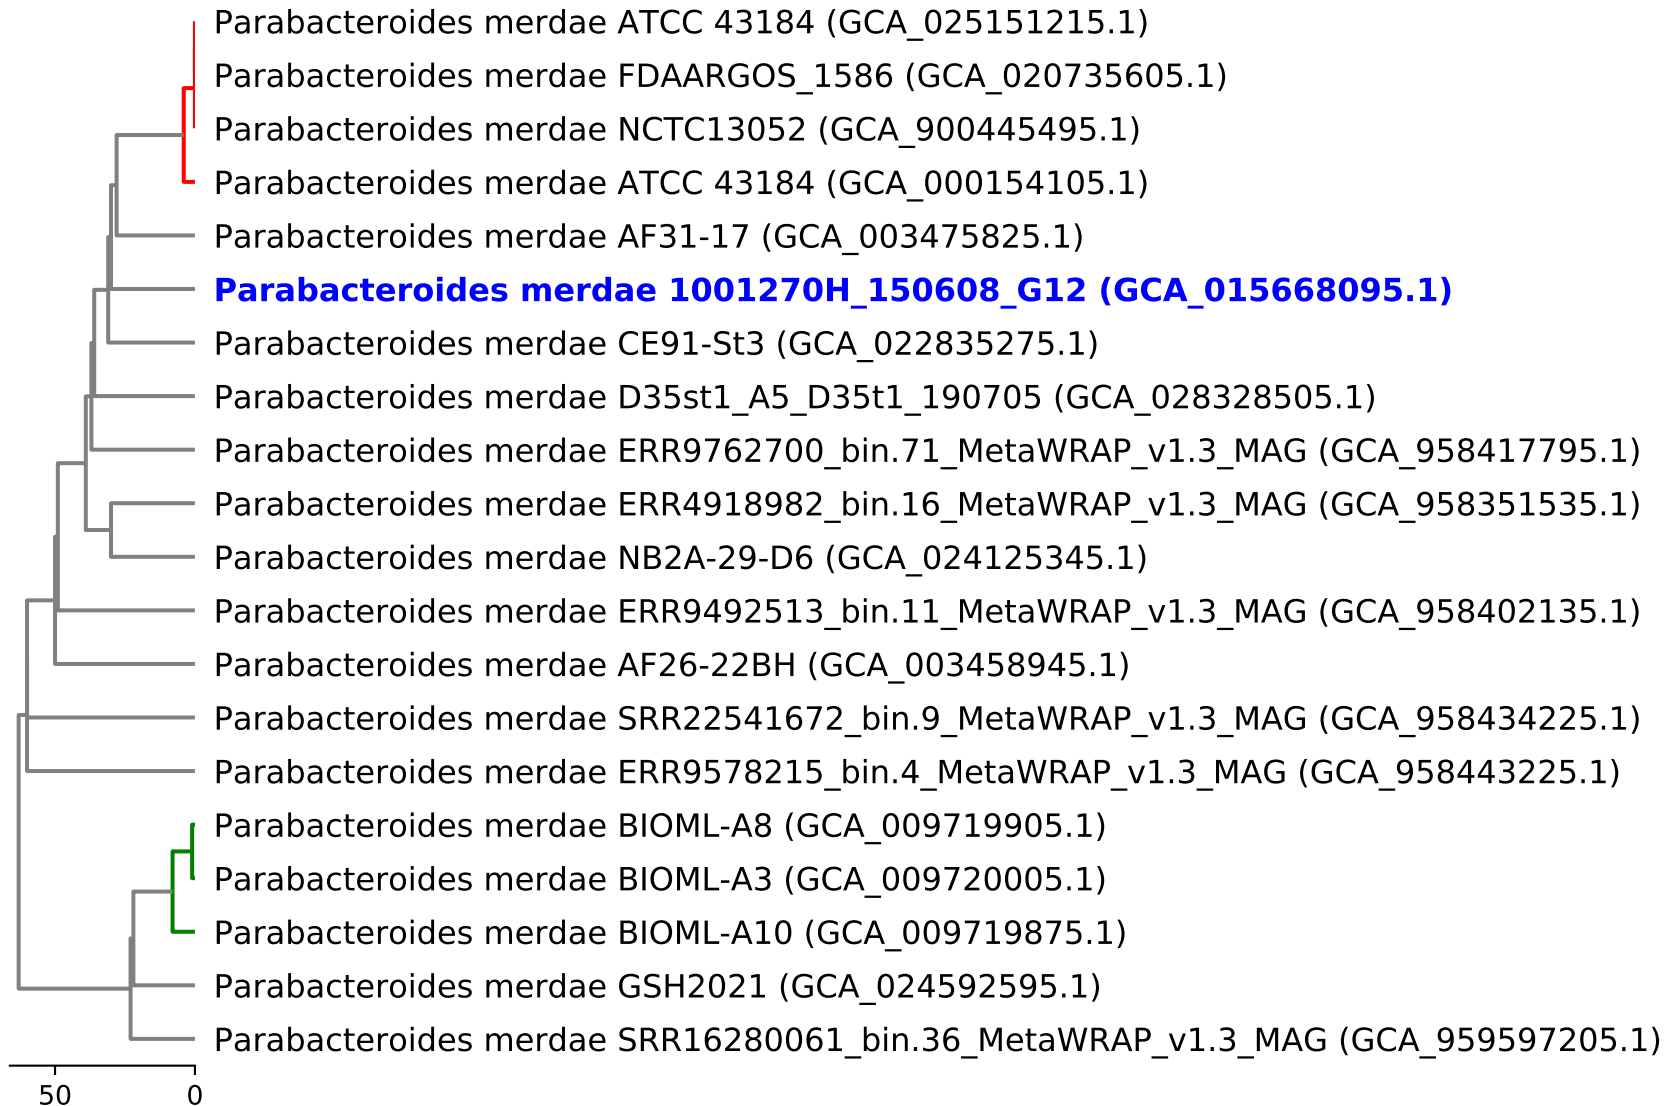 Parabacteroides merdae ATCC 43184 (GCA_025151215.1)
Parabacteroides merdae FDAARGOS_1586 (GCA_020735605.1)
Parabacteroides merdae NCTC13052 (GCA_900445495.1)
Parabacteroides merdae ATCC 43184 (GCA_000154105.1)
Parabacteroides merdae AF31-17 (GCA_003475825.1)
Parabacteroides merdae 1001270H_150608_G12 (GCA_015668095.1)
Parabacteroides merdae CE91-St3 (GCA_022835275.1)
Parabacteroides merdae D35st1_A5_D35t1_190705 (GCA_028328505.1)
Parabacteroides merdae ERR9762700_bin.71_MetaWRAP_v1.3_MAG (GCA_958417795.1)
Parabacteroides merdae ERR4918982_bin.16_MetaWRAP_v1.3_MAG (GCA_958351535.1)
Parabacteroides merdae NB2A-29-D6 (GCA_024125345.1)
Parabacteroides merdae ERR9492513_bin.11_MetaWRAP_v1.3_MAG (GCA_958402135.1)
Parabacteroides merdae AF26-22BH (GCA_003458945.1)
Parabacteroides merdae SRR22541672_bin.9_MetaWRAP_v1.3_MAG (GCA_958434225.1)
Parabacteroides merdae ERR9578215_bin.4_MetaWRAP_v1.3_MAG (GCA_958443225.1)
Parabacteroides merdae BIOML-A8 (GCA_009719905.1)
Parabacteroides merdae BIOML-A3 (GCA_009720005.1)
Parabacteroides merdae BIOML-A10 (GCA_009719875.1)
Parabacteroides merdae GSH2021 (GCA_024592595.1)
Parabacteroides merdae SRR16280061_bin.36_MetaWRAP_v1.3_MAG (GCA_959597205.1)
50 0